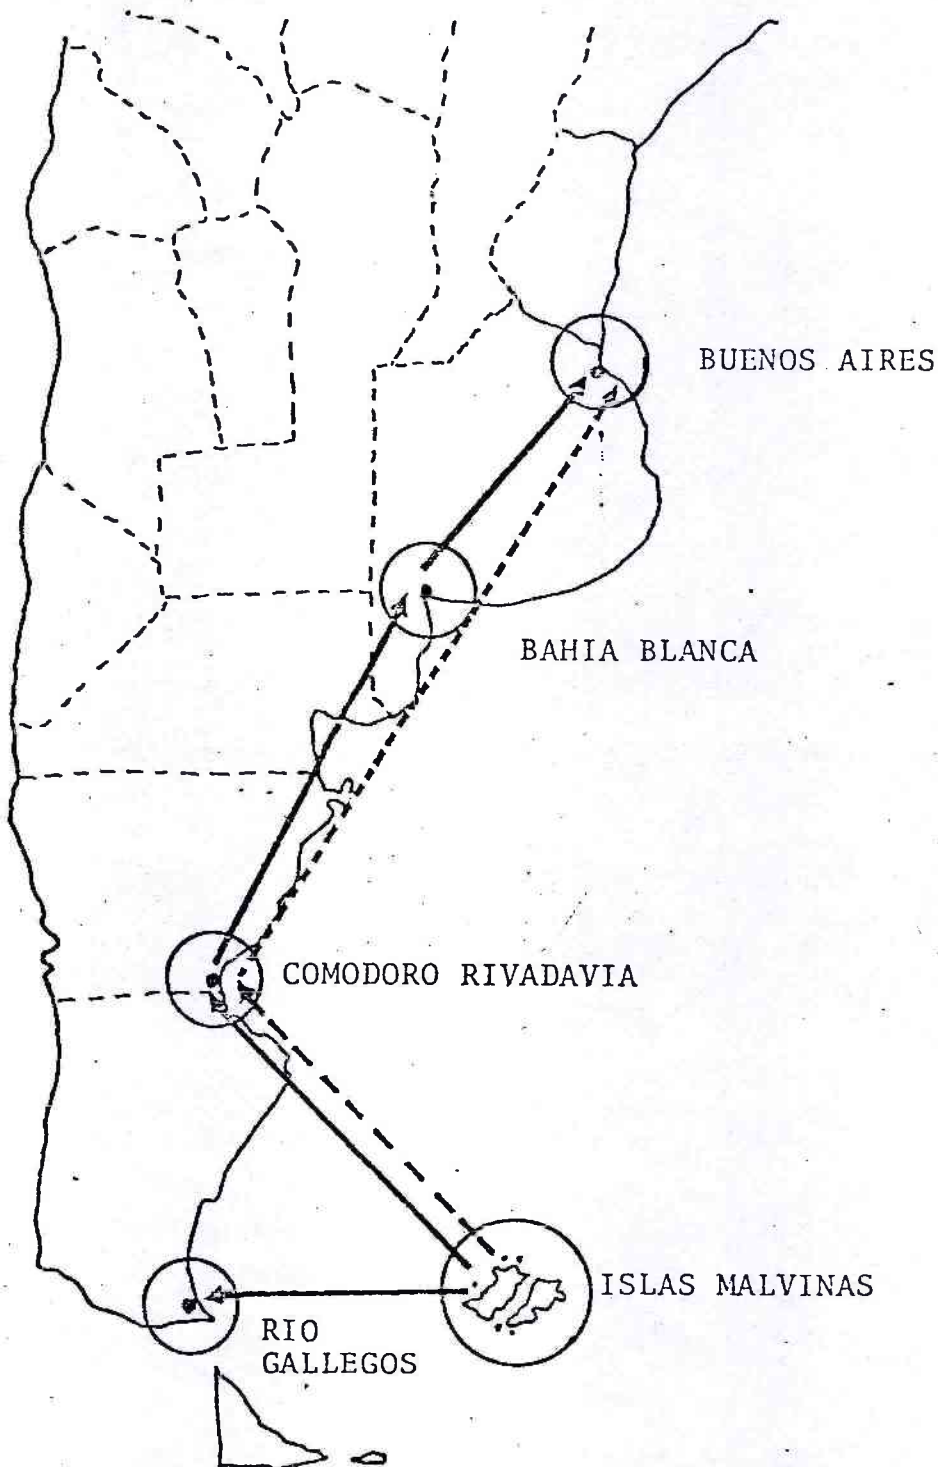 BUENOS AIRES
BAHIA BLANCA
COMODORO RIVADAVIA
ISLAS MALVINAS
RIO
GALLEGOS